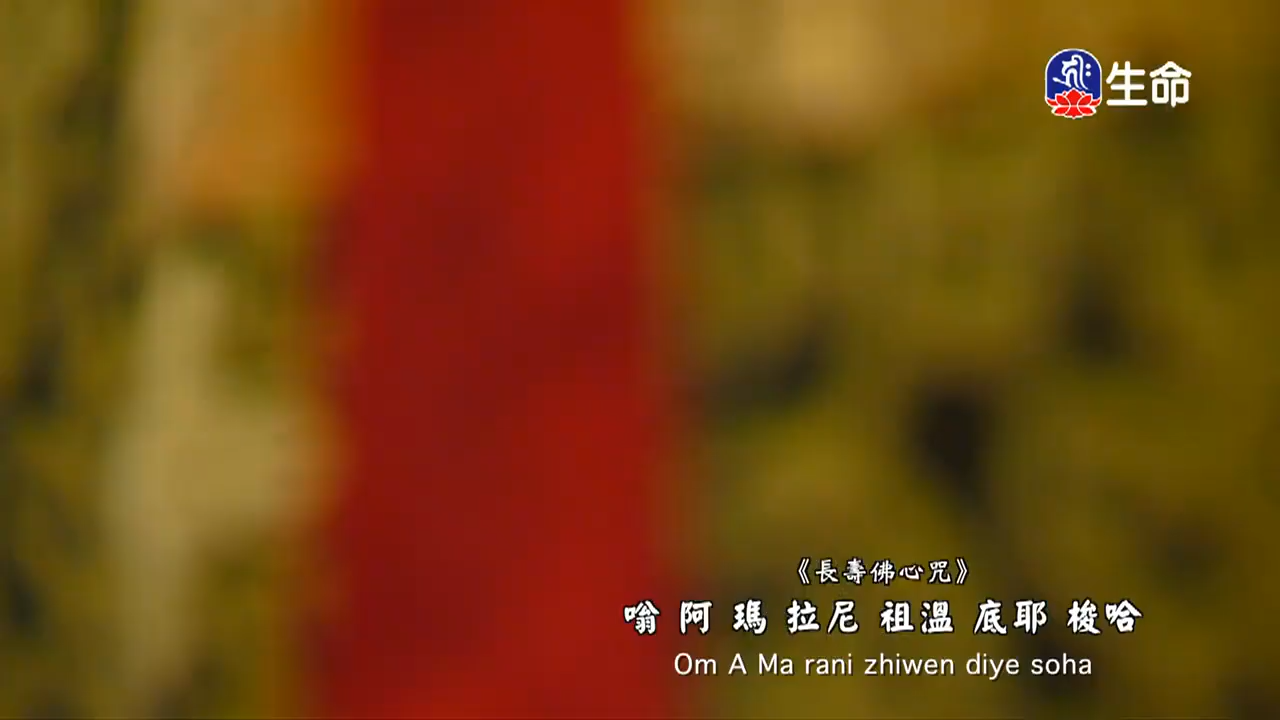 生命
《長壽佛心咒》
嗡 阿 瑪 拉尼 祖溫 底耶 梭哈
Om A Ma rani zhiwen diye soha